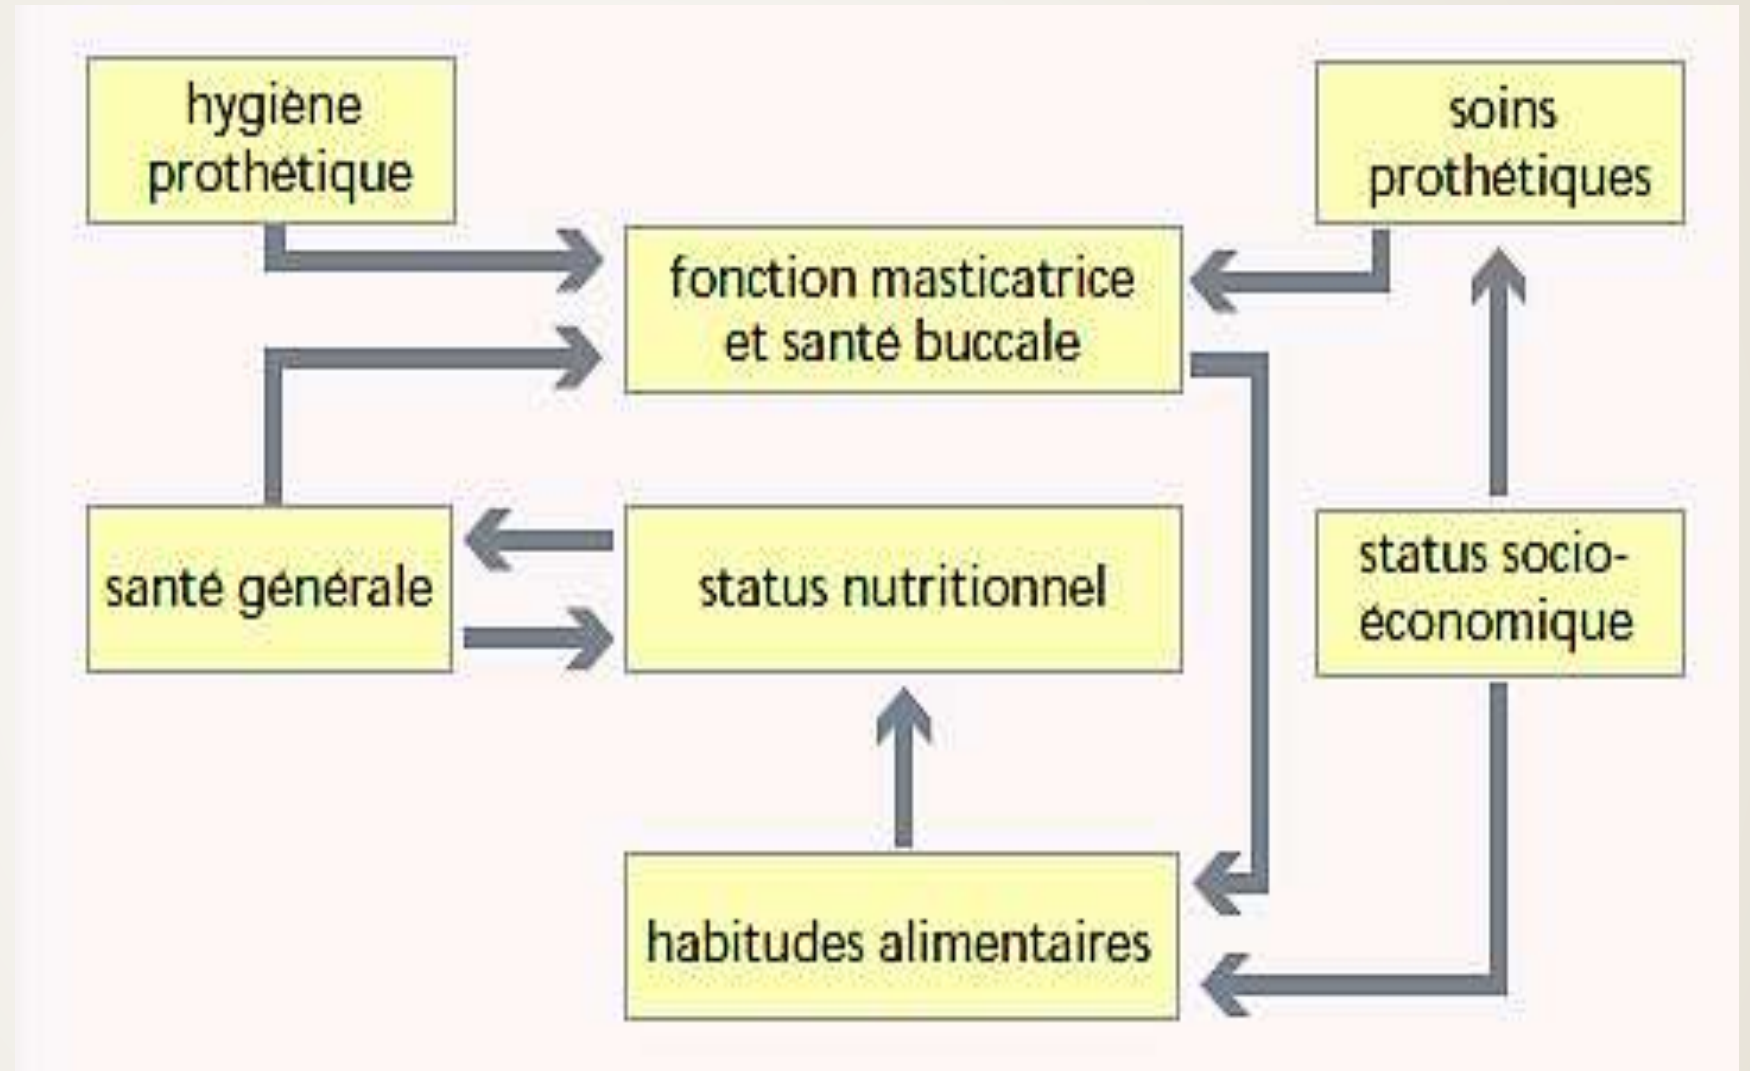 hygiène
prothétique
soins
prothétiques
fonction masticatrice
et santé buccale
santé générale
status nutritionnel
status socio-
économique
habitudes alimentaires